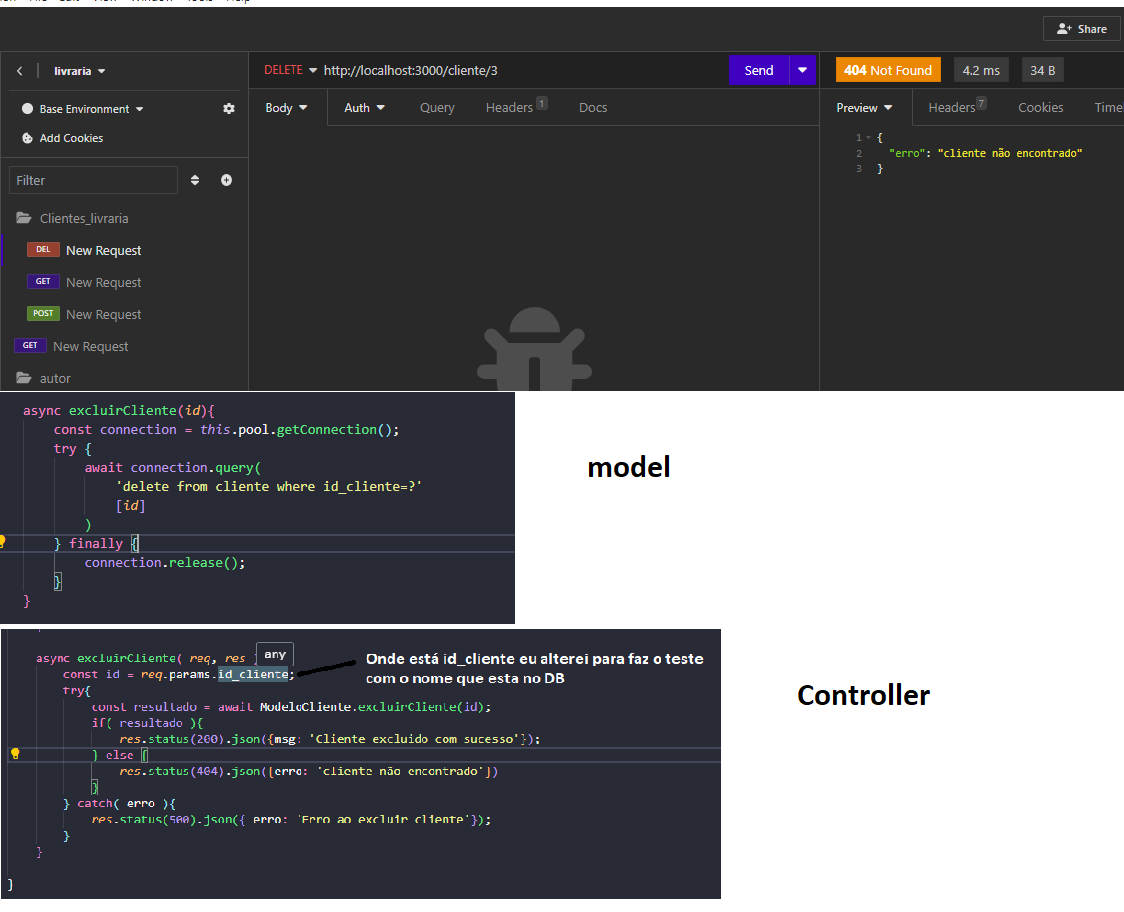 Share
livraria
DELETE http://localhost:3000/cliente/3
Send
404 Not Found
4.2 ms
34 B
Base Environment
Add Cookies
Body
Auth
Query
Headers 1
Docs
Preview
Headers 7
Cookies
Time
1 {
2 "erro": "cliente não encontrado"
3 }
Filter
Clientes_livraria
DEL New Request
GET New Request
POST New Request
GET New Request
autor
async excluirCliente(id){
const connection = this.pool.getConnection();
try {
await connection.query(
'delete from cliente where id_cliente=?'
[id]
)
} finally {
connection.release();
}
}
model
any
async excluirCliente( req, res
const id = req.params.id_cliente;
Onde está id_cliente eu alterei para faz o teste
com o nome que esta no DB
try{
const resultado = await ModeloCliente.excluirCliente(id);
if( resultado ){
res.status(200).json({msg: 'Cliente excluido com sucesso'});
} else {
res.status(404).json({erro: 'cliente não encontrado'})
}
} catch( erro ){
res.status(500).json({ erro: 'Erro ao excluir cliente'});
}
}
}
Controller